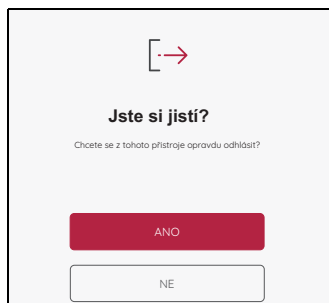 Jste si jistí?
Chcete se z tohoto přístroje opravdu odhlásit?
ANO
NE